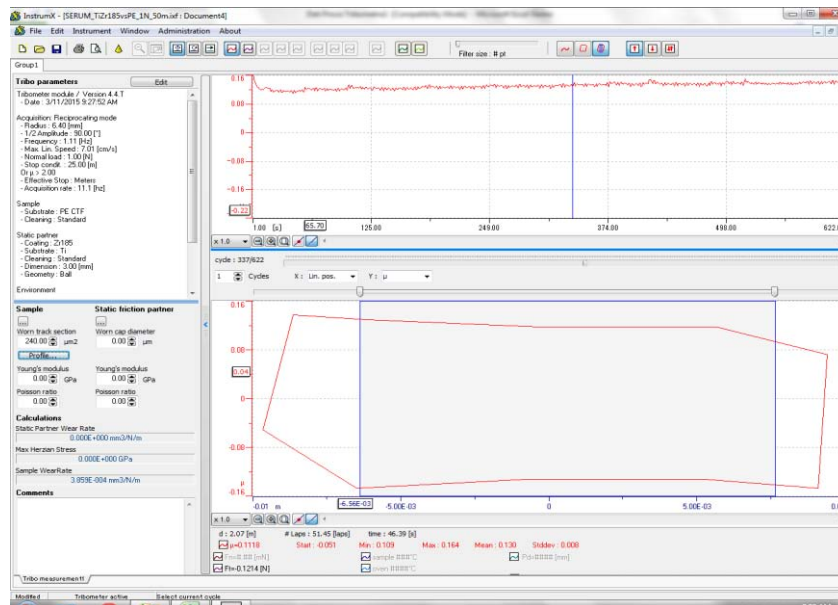 InstrumX - [SERUM_TiZr185vsPE_1N_50m.ixf : Document4]
File Edit Instrument Window Administration About
Filter size : # pt
Group1
Tribo parameters Edit
Tribometer module / Version 4.4.T
- Date : 3/11/2015 9:27:52 AM
Acquisition: Reciprocating mode
- Radius : 6.40 [mm]
- 1/2 Amplitude : 90.00 [°]
- Frequency : 1.11 [Hz]
- Max. Lin. Speed : 7.01 [cm/s]
- Normal load : 1.00 [N]
- Stop condit. : 25.00 [m]
Or µ > 2.00
- Effective Stop : Meters
- Acquisition rate : 11.1 [hz]
Sample
- Substrate : PE CTF
- Cleaning : Standard
Static partner
- Coating : Zr185
- Substrate : Ti
- Cleaning : Standard
- Dimension : 3.00 [mm]
- Geometry : Ball
Environment
Sample Static friction partner
Worn track section Worn cap diameter
240.00 µm2 0.00 µm
Profile...
Young's modulus Young's modulus
0.00 GPa 0.00 GPa
Poisson ratio Poisson ratio
0.00 0.00
Calculations
Static Partner Wear Rate
0.000E+000 mm3/N/m
Max Herzian Stress
0.000E+000 GPa
Sample WearRate
3.859E-004 mm3/N/m
Comments
0.16
0.08
0
-0.08
-0.16
-0.22
1.00 [s] 65.70 125.00 249.00 374.00 498.00 622.
x 1.0
cycle : 337/622
1 Cycles X : Lin. pos. Y : µ
0.16
0.08
0.04
0
-0.08
µ
-0.16
-0.01 m -6.56E-03 -5.00E-03 0 5.00E-03 0.
x 1.0
d : 2.07 [m] # Laps : 51.45 [laps] time : 46.39 [s]
µ=0.1118 Start : -0.051 Min : 0.109 Max : 0.164 Mean : 0.130 Stddev : 0.008
Fn=#.## [mN] sample ###°C Pd=#### [mm]
Ft=-0.1214 [N] oven ####°C
Tribo measurement1
Modified Tribometer active Select current cycle